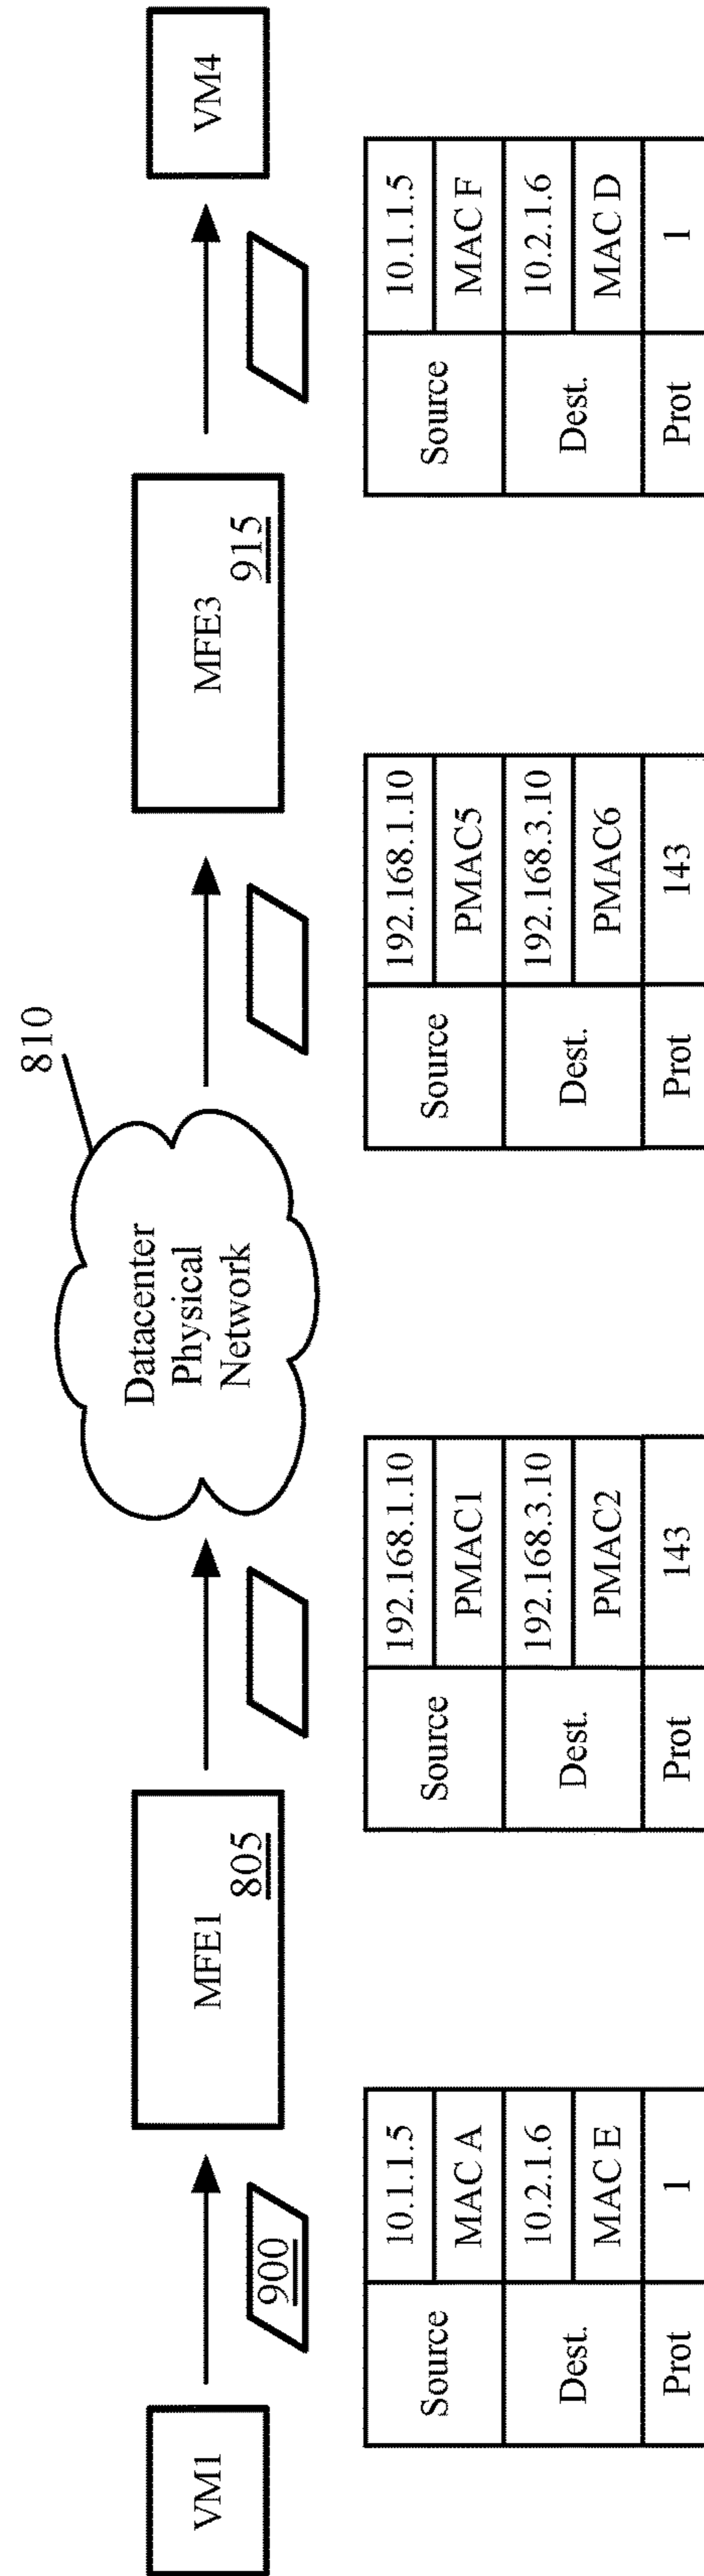 810
VM1
900
MFE1
805
Datacenter
Physical
Network
MFE3
915
VM4
Source 10.1.1.5
MAC A
Dest. 10.2.1.6
MAC E
Prot 1
Source 192.168.1.10
PMAC1
Dest. 192.168.3.10
PMAC2
Prot 143
Source 192.168.1.10
PMAC5
Dest. 192.168.3.10
PMAC6
Prot 143
Source 10.1.1.5
MAC F
Dest. 10.2.1.6
MAC D
Prot 1